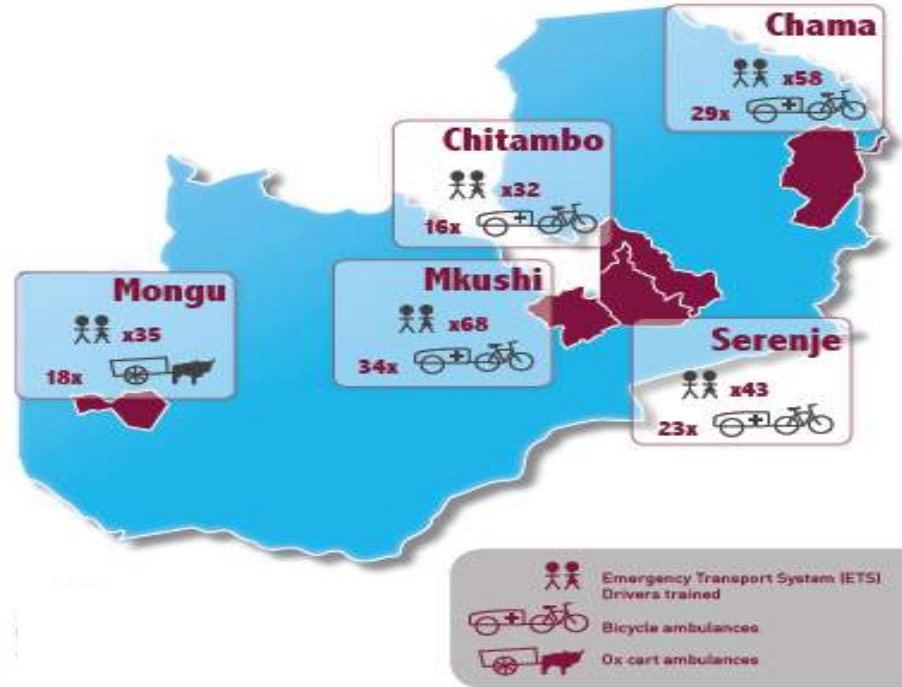 Chama
x58
29x
Chitambo
x32
16x
Mongu
x35
18x
Mkushi
x68
34x
Serenje
x43
23x
Emergency Transport System (ETS)
Drivers trained
Bicycle ambulances
Ox cart ambulances